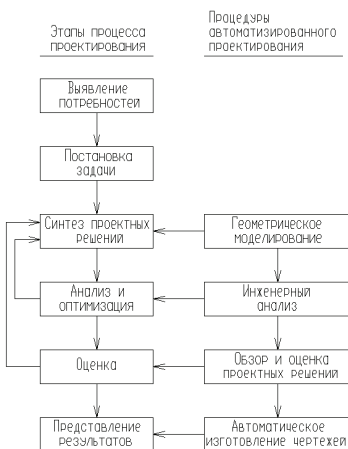 Этапы процесса
проектирования
Процедуры
автоматизированного
проектирования
Выявление
потребностей
Постановка
задачи
Синтез проектных
решений
Геометрическое
моделирование
Анализ и
оптимизация
Инженерный
анализ
Оценка
Обзор и оценка
проектных решений
Представление
результатов
Автоматическое
изготовление чертежей